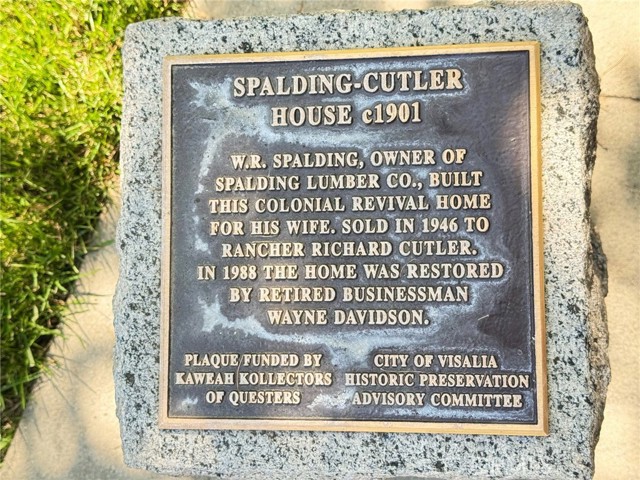 SPALDING-CUTLER
HOUSE c1901
W.R. SPALDING, OWNER OF
SPALDING LUMBER CO., BUILT
THIS COLONIAL REVIVAL HOME
FOR HIS WIFE. SOLD IN 1946 TO
RANCHER RICHARD CUTLER.
IN 1988 THE HOME WAS RESTORED
BY RETIRED BUSINESSMAN
WAYNE DAVIDSON.
PLAQUE FUNDED BY
KAWEAH KOLLECTORS
OF QUESTERS
CITY OF VISALIA
HISTORIC PRESERVATION
ADVISORY COMMITTEE